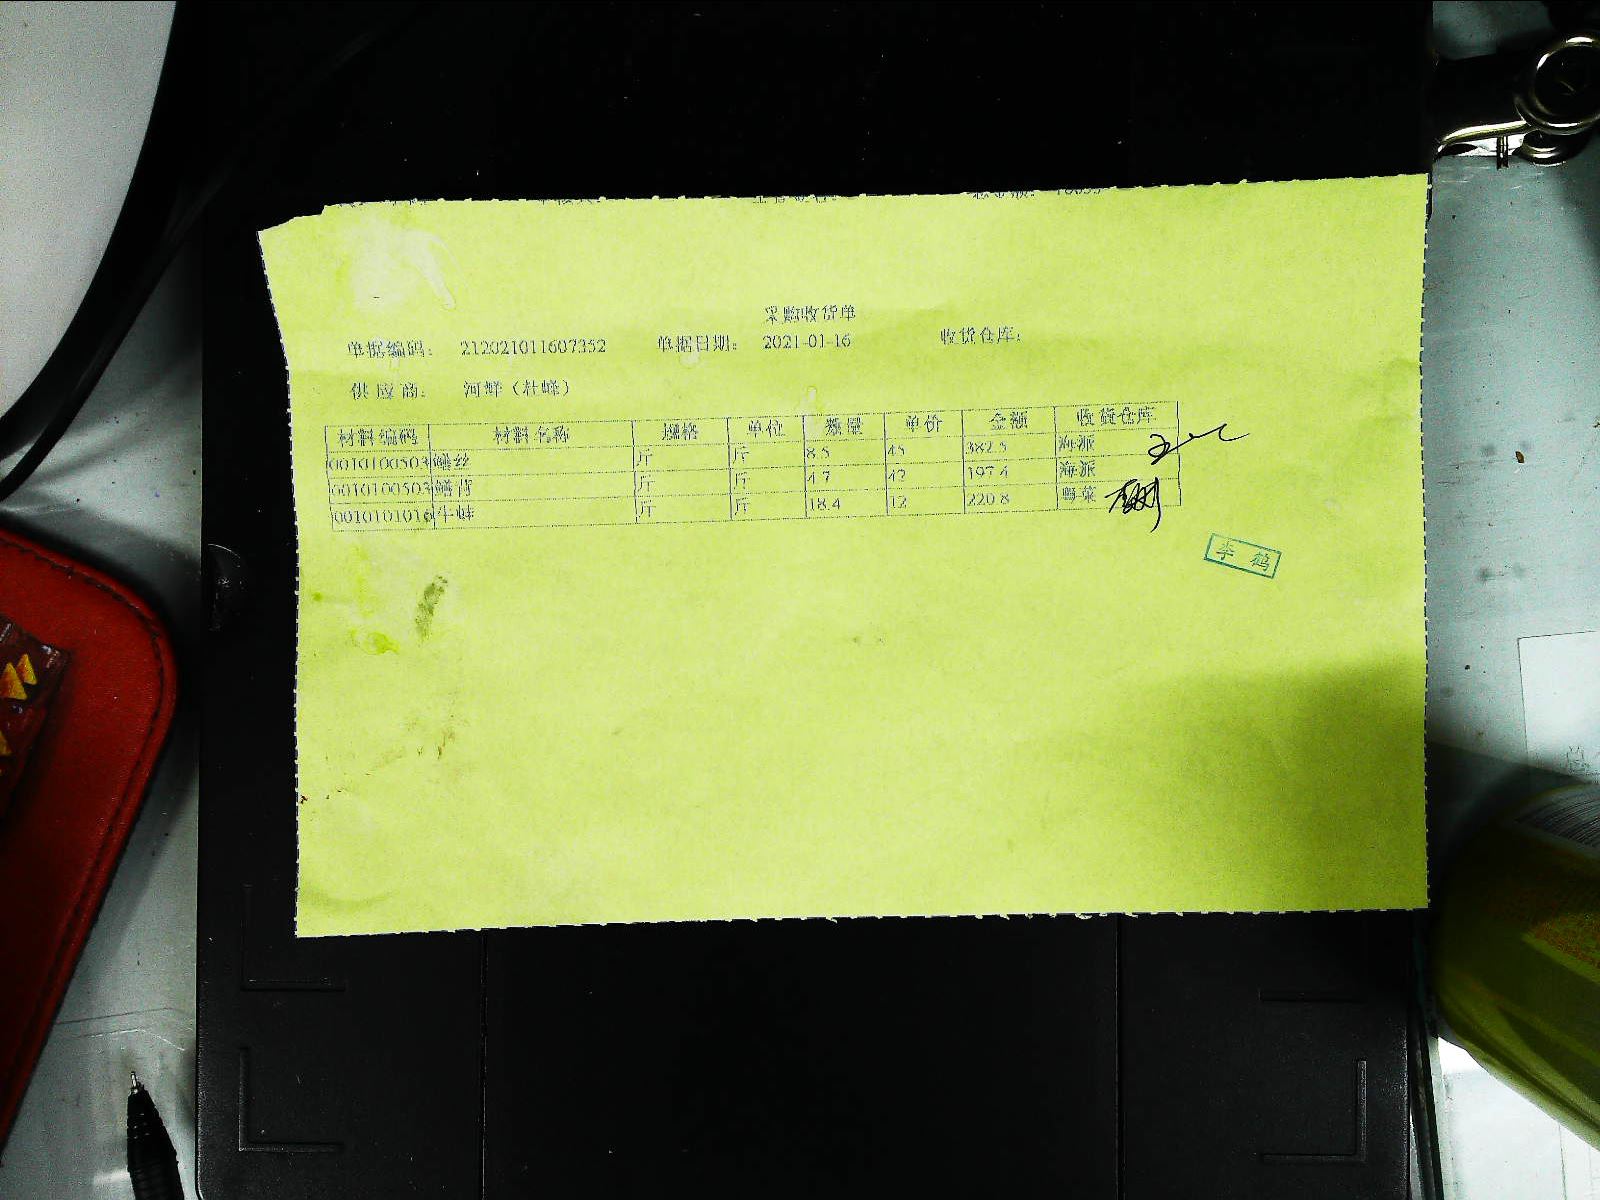 采购收货单
单据编码: 212021011607352 单据日期: 2021-01-16 收货仓库:
供应商: 河鲜(杜峰)
材料编码 材料名称 规格 单位 数量 单价 金额 收货仓库
0010100503 鳝丝 斤 斤 8.5 45 382.5 海派
0010100503 鳝背 斤 斤 4.7 42 197.4 海派
0010101016 牛蛙 斤 斤 18.4 12 220.8 粤菜
李 鹤